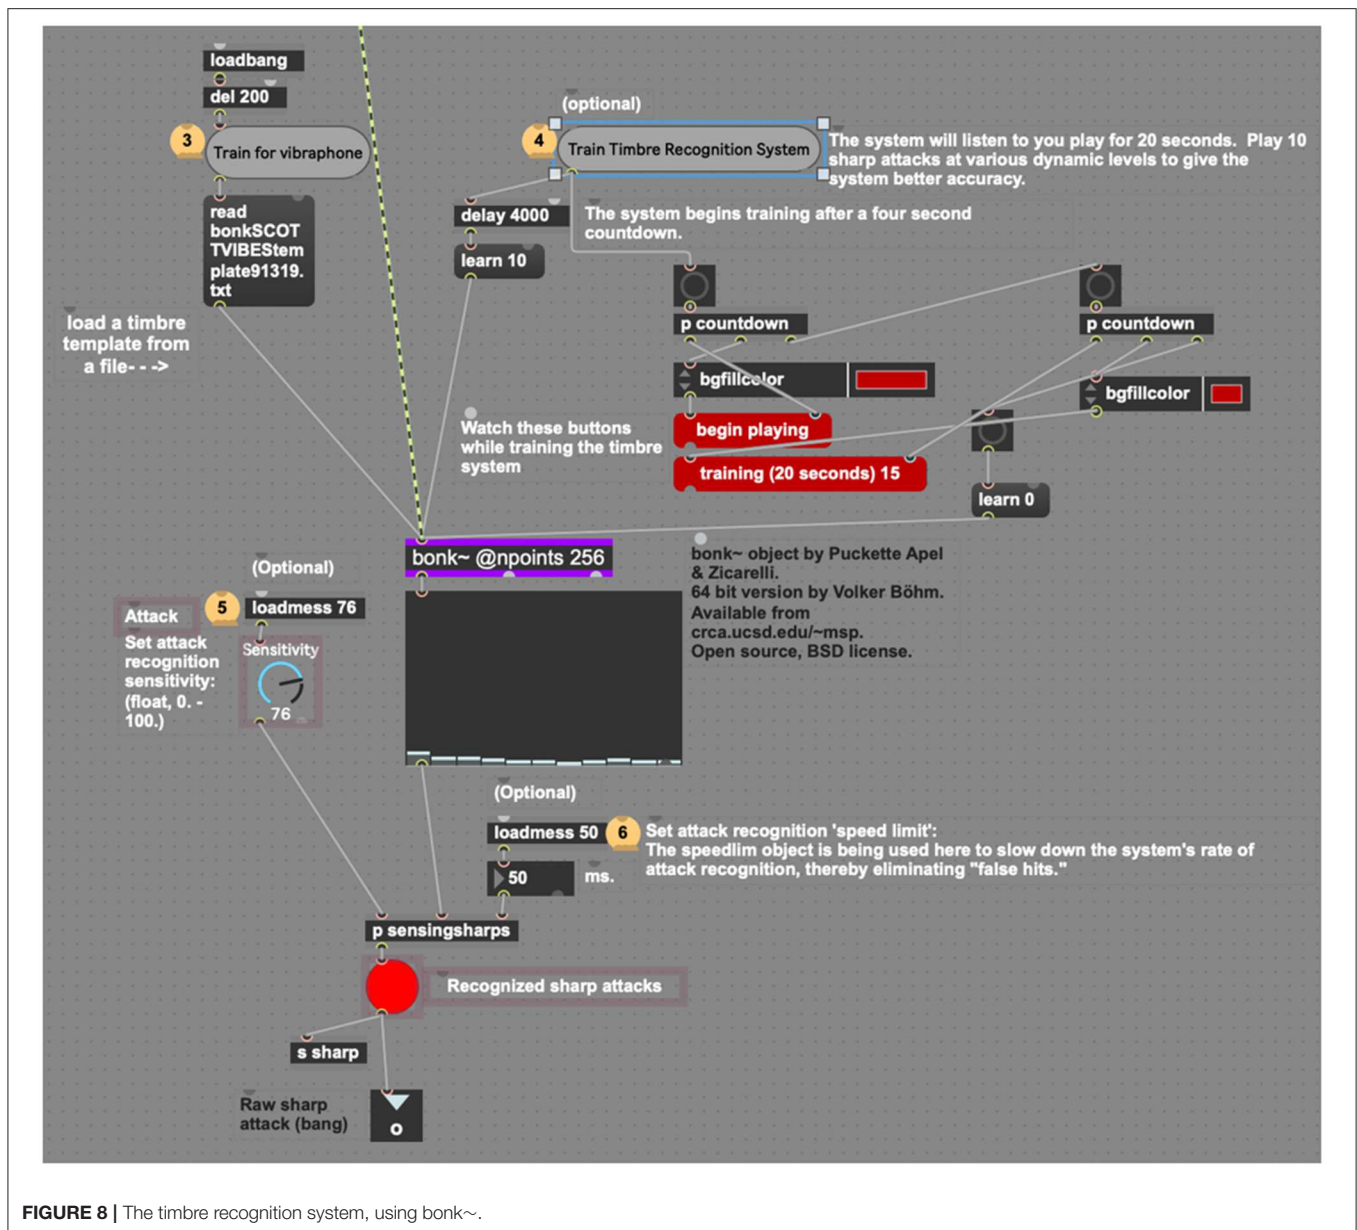 loadbang
del 200
(optional)
3
Train for vibraphone
4
Train Timbre Recognition System
The system will listen to you play for 20 seconds.  Play 10
sharp attacks at various dynamic levels to give the
system better accuracy.
read
bonkSCOT
TVIBEStem
plate91319.
txt
delay 4000
The system begins training after a four second
countdown.
learn 10
load a timbre
template from
a file- - ->
p countdown
p countdown
bgfillcolor
bgfillcolor
Watch these buttons
while training the timbre
system
begin playing
training (20 seconds) 15
learn 0
bonk~ @npoints 256
bonk~ object by Puckette Apel
& Zicarelli.
64 bit version by Volker Böhm.
Available from
crca.ucsd.edu/~msp.
Open source, BSD license.
(Optional)
Attack
5
loadmess 76
Set attack
recognition
sensitivity:
(float, 0. -
100.)
Sensitivity
76
(Optional)
loadmess 50
6
Set attack recognition 'speed limit':
The speedlim object is being used here to slow down the system's rate of
attack recognition, thereby eliminating "false hits."
50
ms.
p sensingsharps
Recognized sharp attacks
s sharp
Raw sharp
attack (bang)
o
FIGURE 8 | The timbre recognition system, using bonk∼.